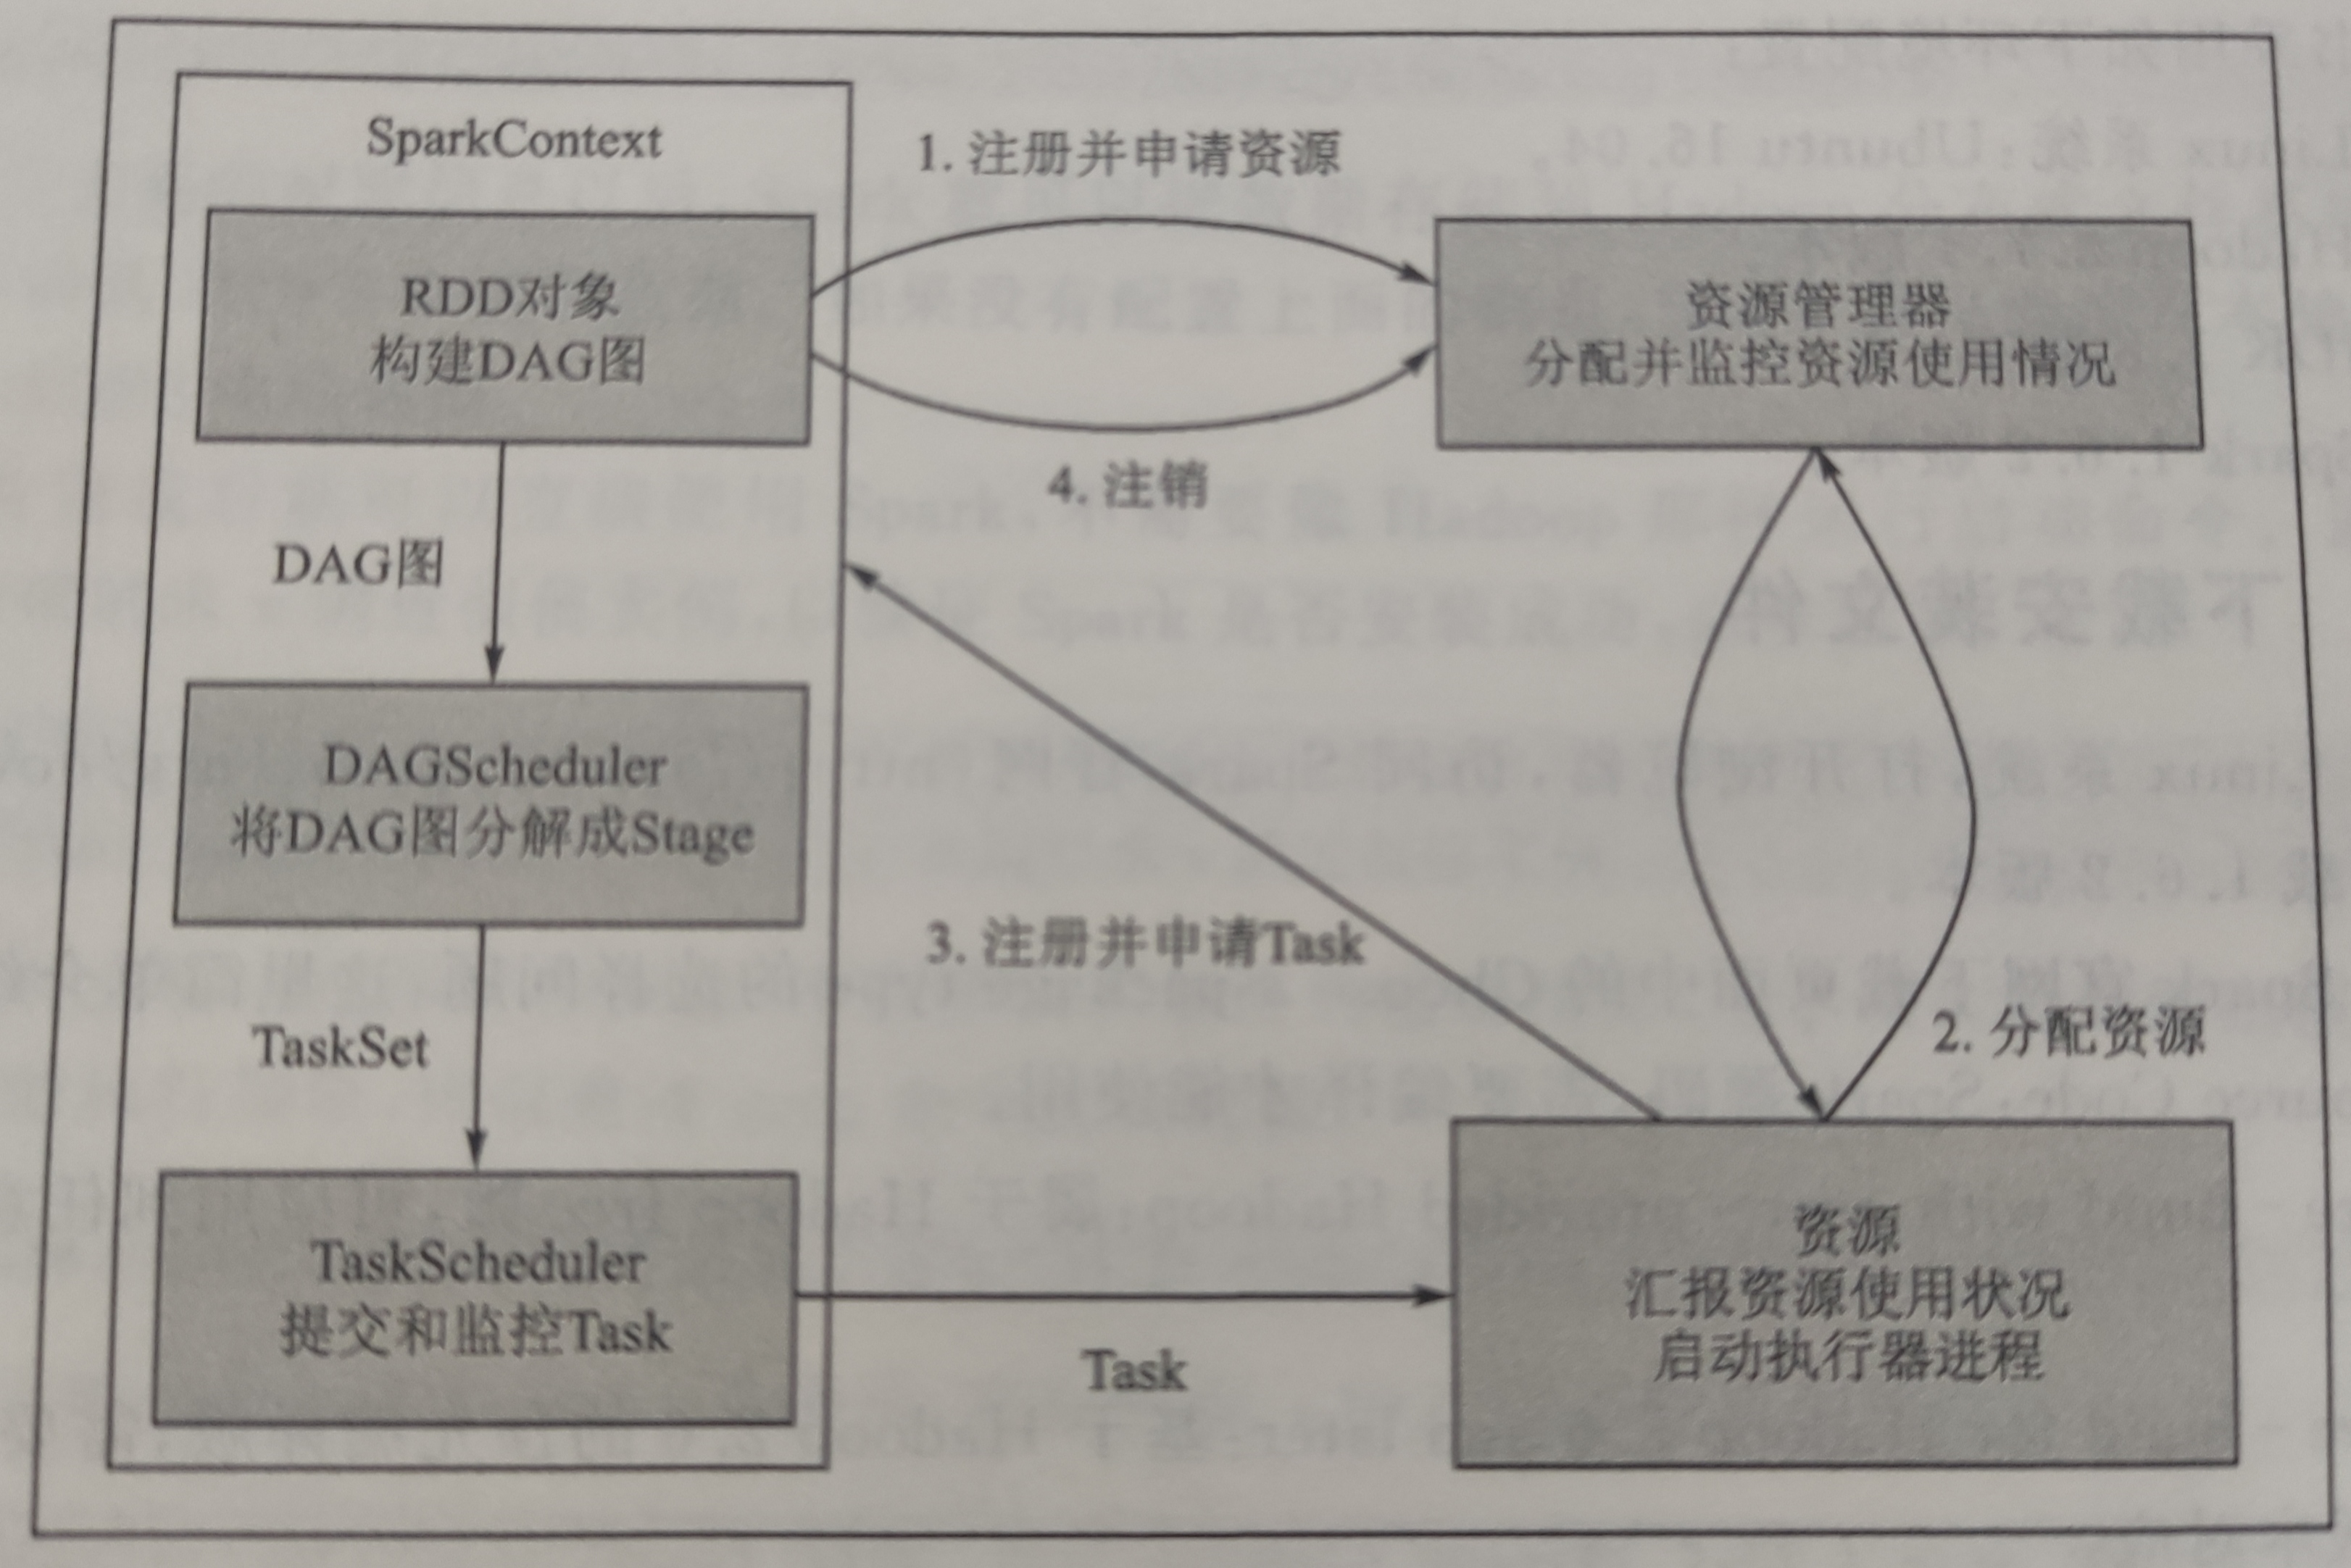 SparkContext
1. 注册并申请资源
RDD对象
构建DAG图
资源管理器
分配并监控资源使用情况
4. 注销
DAG图
DAGScheduler
将DAG图分解成Stage
3. 注册并申请Task
2. 分配资源
TaskSet
TaskScheduler
提交和监控Task
Task
资源
汇报资源使用状况
启动执行器进程